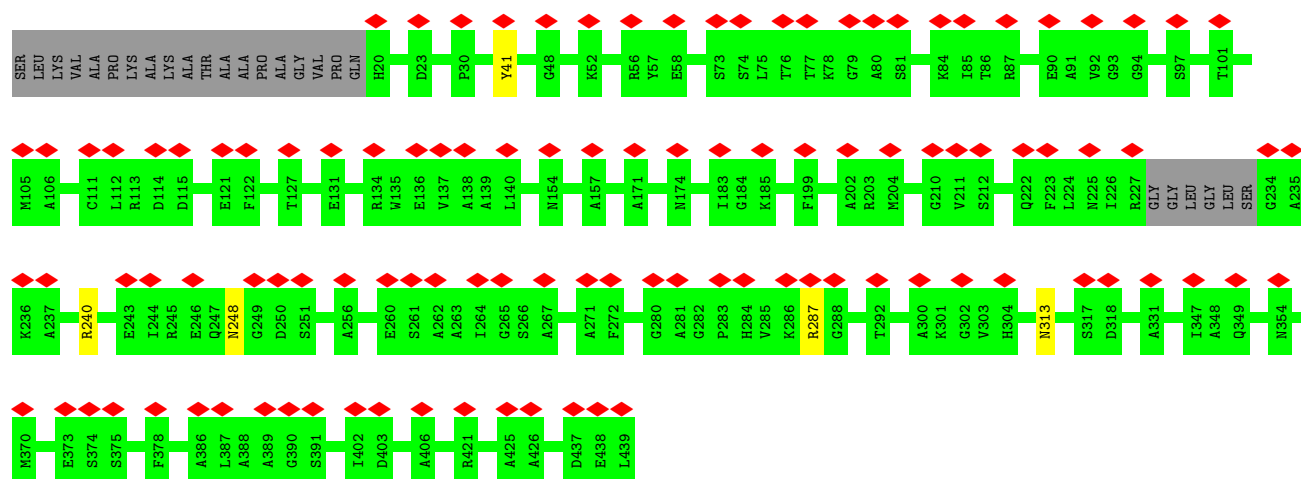 SER LEU LYS VAL ALA PRO LYS ALA LYS ALA THR ALA ALA PRO ALA GLY VAL PRO GLN H20 D23 P30 Y41 G48 K52 R56 Y57 E58 S73 S74 L75 T76 T77 K78 G79 A80 S81 K84 I85 T86 R87 E90 A91 V92 G93 G94 S97 T101
M105 A106 C111 L112 R113 D114 D115 E121 F122 T127 E131 R134 W135 E136 V137 A138 A139 L140 N154 A157 A171 N174 I183 G184 K185 F199 A202 R203 M204 G210 V211 S212 Q222 F223 L224 N225 I226 R227 GLY GLY LEU GLY LEU SER G234 A235
K236 A237 R240 E243 I244 R245 E246 Q247 N248 G249 D250 S251 A256 E260 S261 A262 A263 I264 G265 S266 A267 A271 F272 G280 A281 G282 P283 H284 V285 K286 R287 G288 T292 A300 K301 G302 V303 H304 N313 S317 D318 A331 I347 A348 Q349 N354
M370 E373 S374 S375 F378 A386 L387 A388 A389 G390 S391 I402 D403 A406 R421 A425 A426 D437 E438 L439